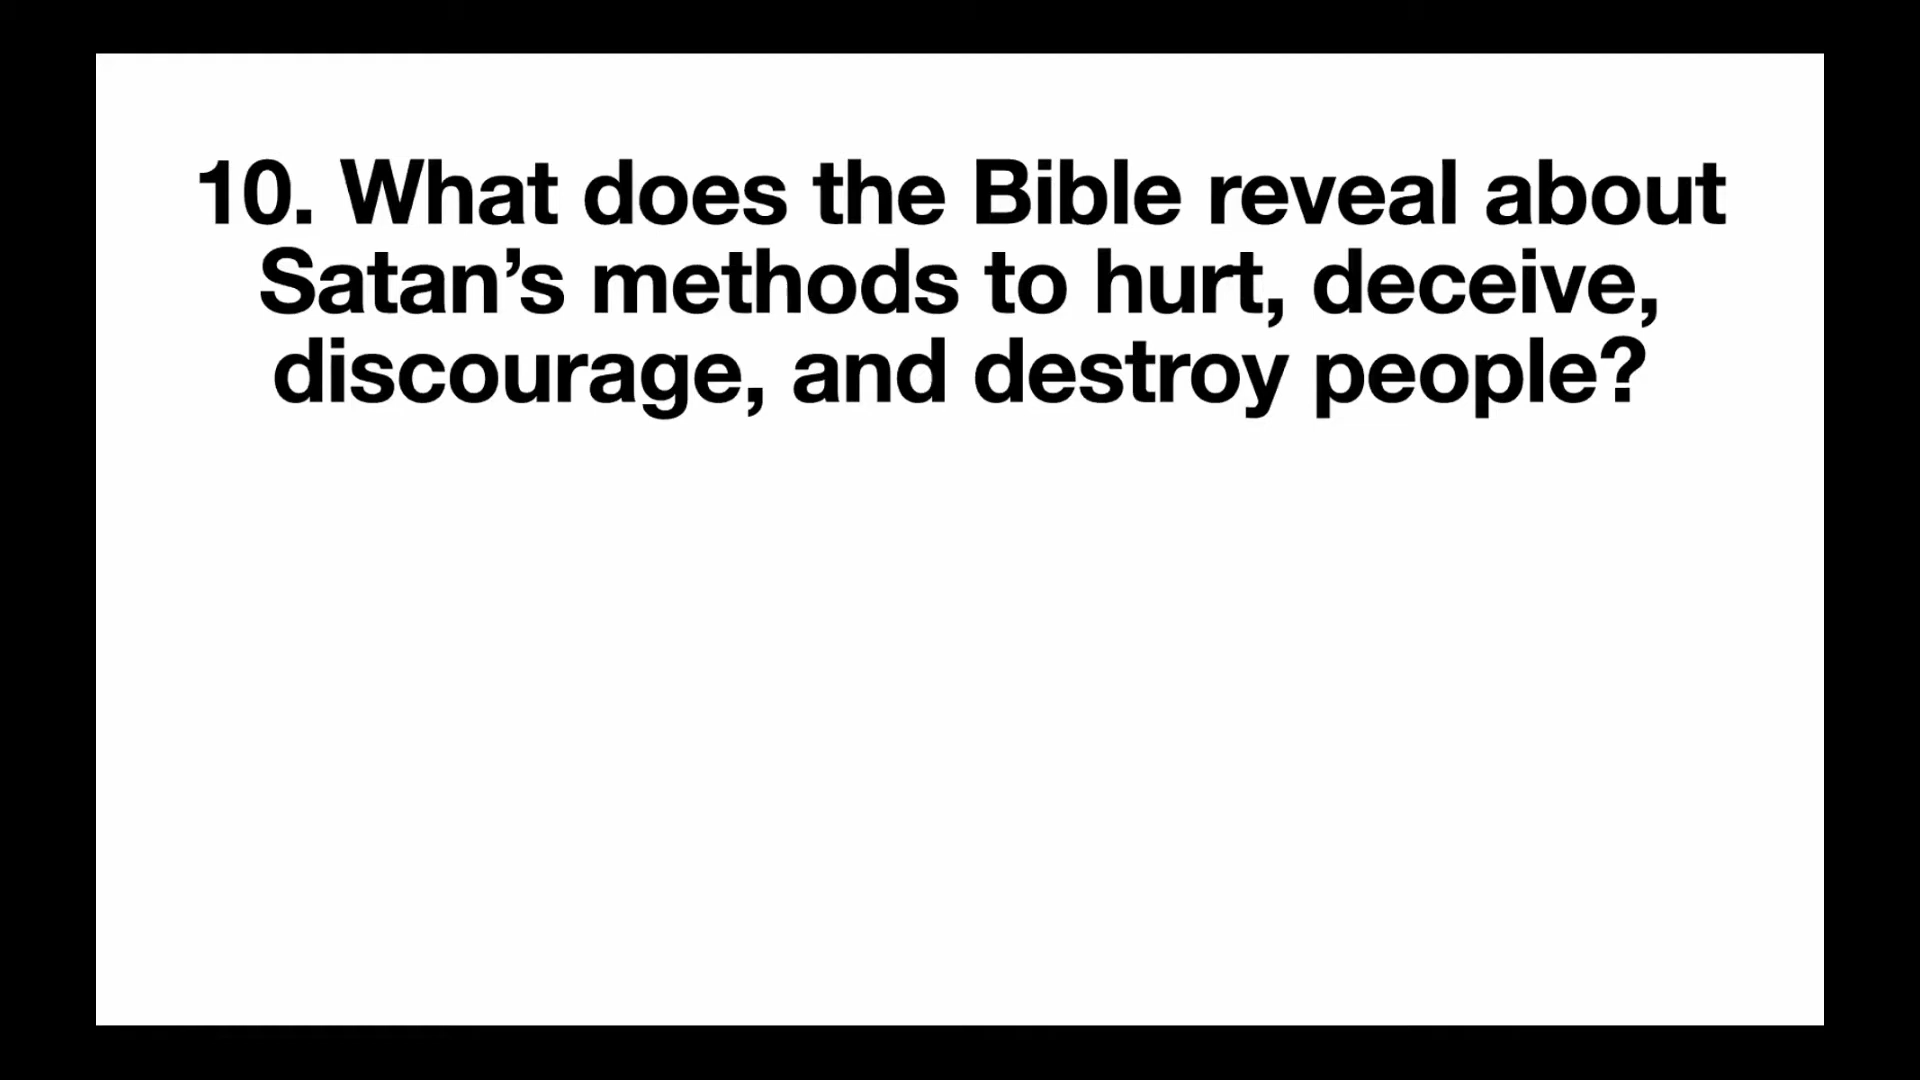 10. What does the Bible reveal about
Satan’s methods to hurt, deceive,
discourage, and destroy people?